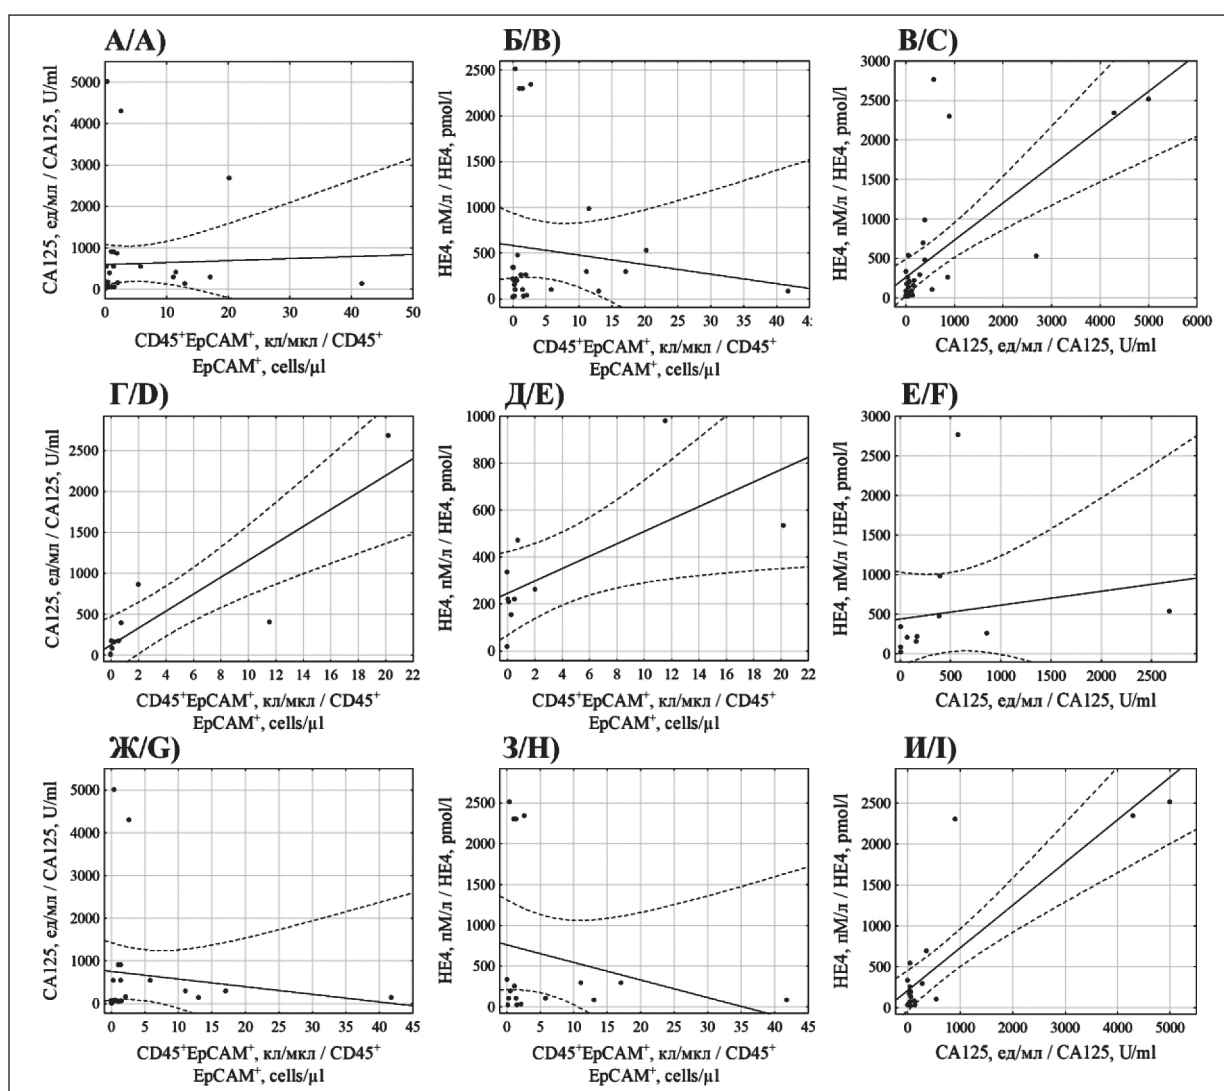 А/A)
CA125, ед/мл / CA125, U/ml
5000
4000
3000
2000
1000
0
0 10 20 30 40 50
CD45⁺EpCAM⁺, кл/мкл / CD45⁺
EpCAM⁺, cells/µl
Б/B)
HE4, пМ/л / HE4, pmol/l
2500
2000
1500
1000
500
0
0 5 10 15 20 25 30 35 40 4
CD45⁺EpCAM⁺, кл/мкл / CD45⁺
EpCAM⁺, cells/µl
В/C)
HE4, пМ/л / HE4, pmol/l
3000
2500
2000
1500
1000
500
0
0 1000 2000 3000 4000 5000 6000
CA125, ед/мл / CA125, U/ml
Г/D)
CA125, ед/мл / CA125, U/ml
2500
2000
1500
1000
500
0
0 2 4 6 8 10 12 14 16 18 20 22
CD45⁺EpCAM⁺, кл/мкл / CD45⁺
EpCAM⁺, cells/µl
Д/E)
HE4, пМ/л / HE4, pmol/l
1000
800
600
400
200
0
0 2 4 6 8 10 12 14 16 18 20 22
CD45⁺EpCAM⁺, кл/мкл / CD45⁺
EpCAM⁺, cells/µl
Е/F)
HE4, пМ/л / HE4, pmol/l
3000
2500
2000
1500
1000
500
0
0 500 1000 1500 2000 2500
CA125, ед/мл / CA125, U/ml
Ж/G)
CA125, ед/мл / CA125, U/ml
5000
4000
3000
2000
1000
0
0 5 10 15 20 25 30 35 40 45
CD45⁺EpCAM⁺, кл/мкл / CD45⁺
EpCAM⁺, cells/µl
З/H)
HE4, пМ/л / HE4, pmol/l
2500
2000
1500
1000
500
0
0 5 10 15 20 25 30 35 40 45
CD45⁺EpCAM⁺, кл/мкл / CD45⁺
EpCAM⁺, cells/µl
И/I)
HE4, пМ/л / HE4, pmol/l
2500
2000
1500
1000
500
0
0 1000 2000 3000 4000 5000
CA125, ед/мл / CA125, U/ml